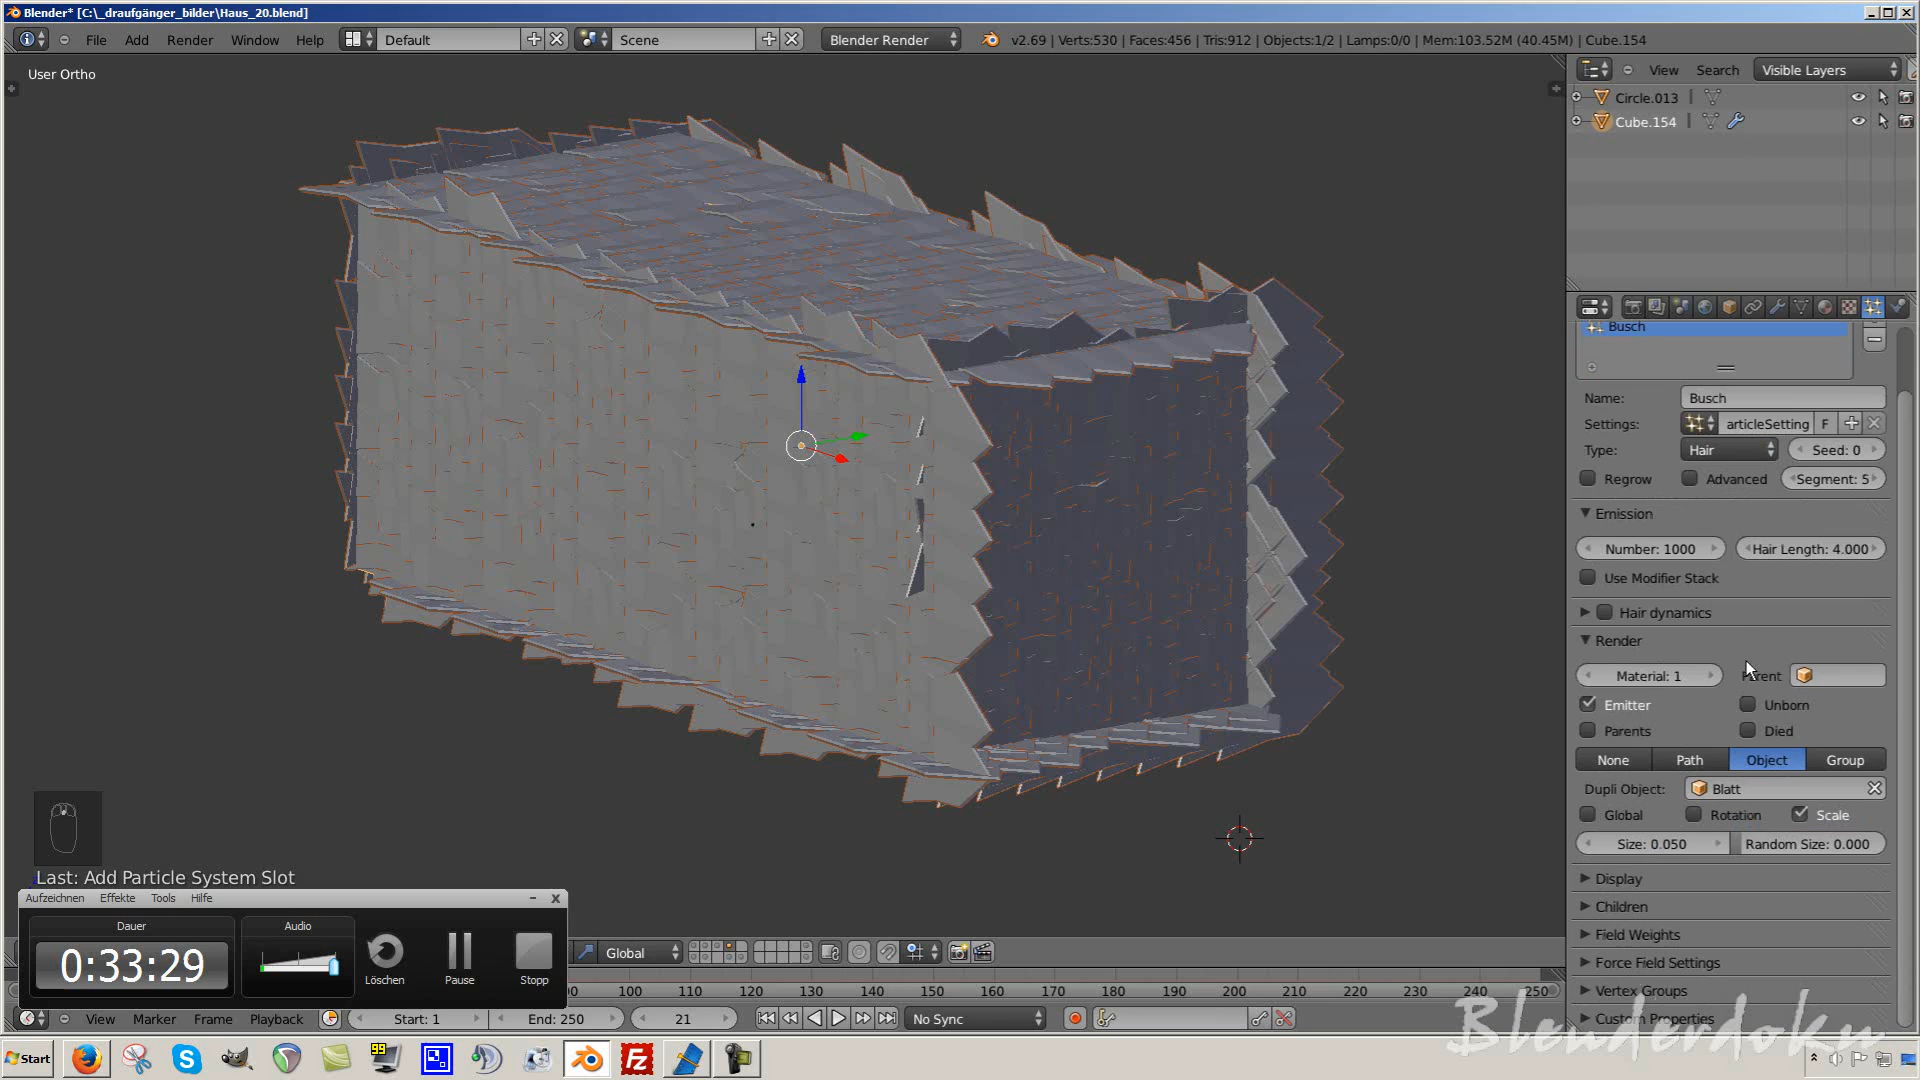 Blender* [C:\_draufgänger_bilder\Haus_20.blend]
File Add Render Window Help Default Scene Blender Render v2.69 | Verts:530 | Faces:456 | Tris:912 | Objects:1/2 | Lamps:0/0 | Mem:103.52M (40.45M) | Cube.154
User Ortho
View Search Visible Layers
Circle.013
Cube.154
Busch
Name: Busch
Settings: articleSetting F
Type: Hair Seed: 0
Regrow Advanced Segment: 5
Emission
Number: 1000 Hair Length: 4.000
Use Modifier Stack
Hair dynamics
Render
Material: 1
Emitter Unborn
Parents Died
None Path Object Group
Dupli Object: Blatt
Global Rotation Scale
Size: 0.050 Random Size: 0.000
Display
Children
Field Weights
Force Field Settings
Vertex Groups
Custom Properties
Last: Add Particle System Slot
Aufzeichnen Effekte Tools Hilfe
Dauer Audio
0:33:29
Löschen Pause Stopp
Global
100 110 120 130 140 150 160 170 180 190 200 210 220 230 240 250
View Marker Frame Playback Start: 1 End: 250 21 No Sync
Blenderdoku
Start
99